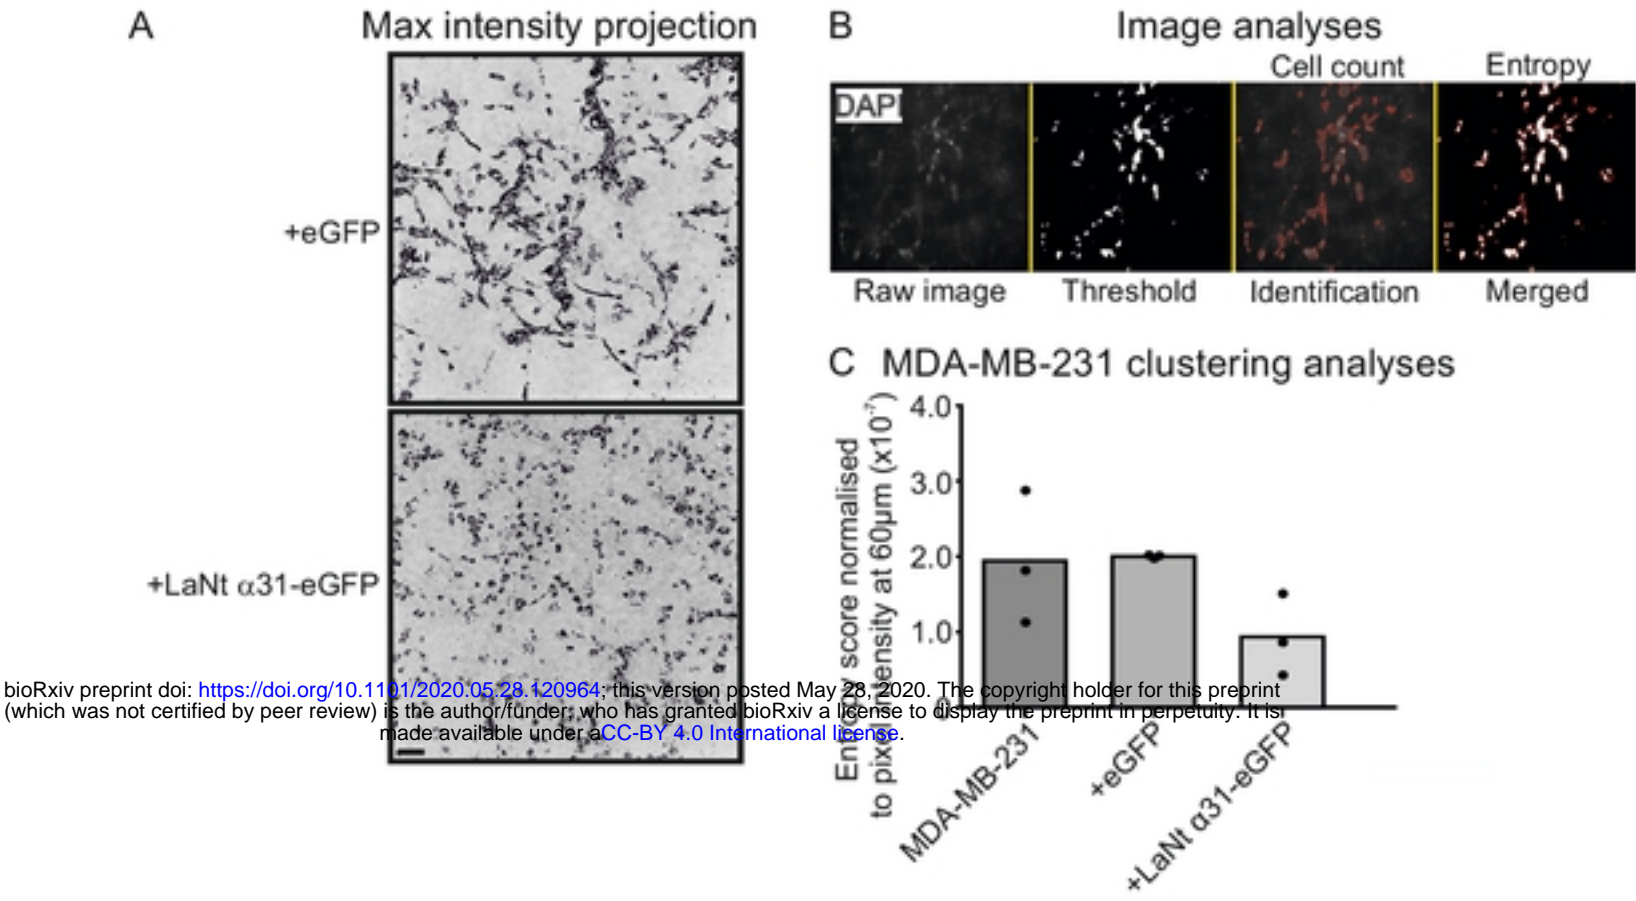 A
Max intensity projection
+eGFP
+LaNt α31-eGFP
B
Image analyses
Cell count
Entropy
DAPI
Raw image
Threshold
Identification
Merged
C MDA-MB-231 clustering analyses
Entropy score normalised
to pixel intensity at 60µm (x10⁻⁷)
4.0
3.0
2.0
1.0
MDA-MB-231
+eGFP
+LaNt α31-eGFP
bioRxiv preprint doi: https://doi.org/10.1101/2020.05.28.120964; this version posted May 28, 2020. The copyright holder for this preprint
(which was not certified by peer review) is the author/funder, who has granted bioRxiv a license to display the preprint in perpetuity. It is
made available under aCC-BY 4.0 International license.